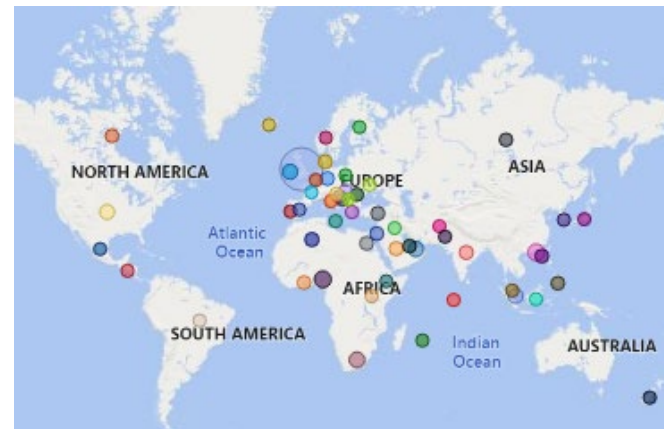 NORTH AMERICA
EUROPE
ASIA
Atlantic
Ocean
AFRICA
SOUTH AMERICA
Indian
Ocean
AUSTRALIA